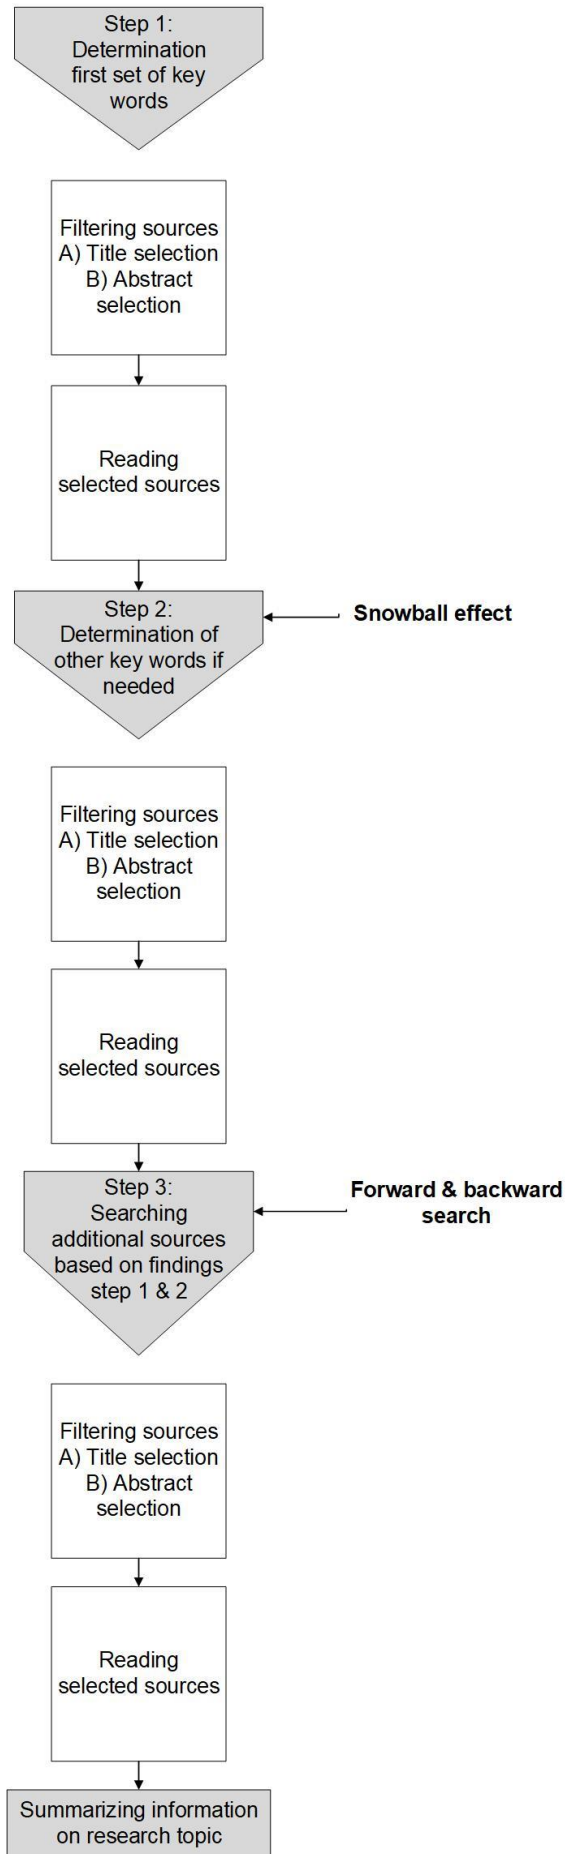 Step 1:
Determination
first set of key
words
Filtering sources
A) Title selection
B) Abstract
selection
Reading
selected sources
Step 2:
Determination of
other key words if
needed
Snowball effect
Filtering sources
A) Title selection
B) Abstract
selection
Reading
selected sources
Step 3:
Searching
additional sources
based on findings
step 1 & 2
Forward & backward
search
Filtering sources
A) Title selection
B) Abstract
selection
Reading
selected sources
Summarizing information
on research topic